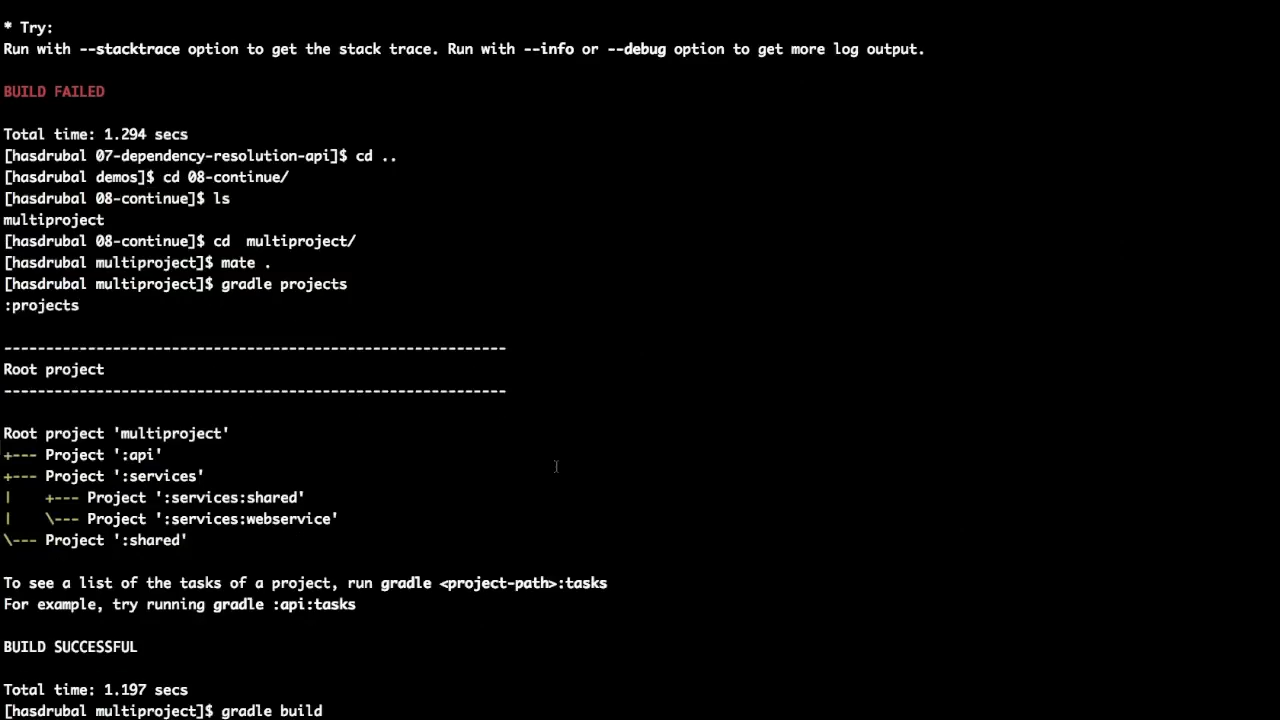 * Try:
Run with --stacktrace option to get the stack trace. Run with --info or --debug option to get more log output.
BUILD FAILED
Total time: 1.294 secs
[hasdrubal 07-dependency-resolution-api]$ cd ..
[hasdrubal demos]$ cd 08-continue/
[hasdrubal 08-continue]$ ls
multiproject
[hasdrubal 08-continue]$ cd  multiproject/
[hasdrubal multiproject]$ mate .
[hasdrubal multiproject]$ gradle projects
:projects
------------------------------------------------------------
Root project
------------------------------------------------------------
Root project 'multiproject'
+--- Project ':api'
+--- Project ':services'
|    +--- Project ':services:shared'
|    \--- Project ':services:webservice'
\--- Project ':shared'
To see a list of the tasks of a project, run gradle <project-path>:tasks
For example, try running gradle :api:tasks
BUILD SUCCESSFUL
Total time: 1.197 secs
[hasdrubal multiproject]$ gradle build